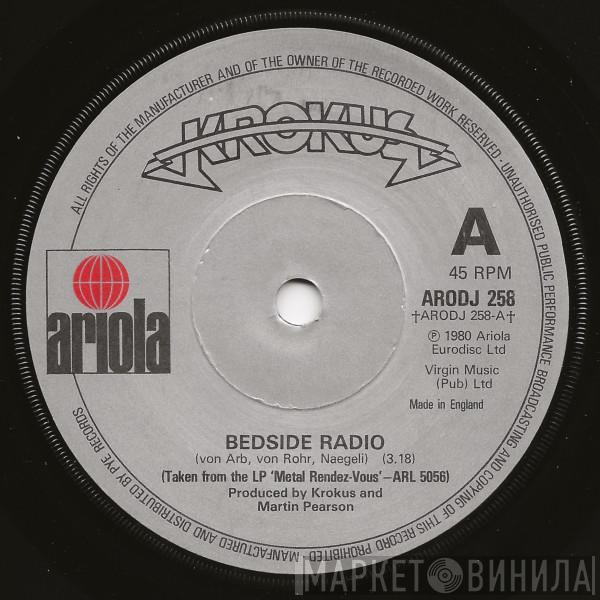 ALL RIGHTS OF THE MANUFACTURER AND OF THE OWNER OF THE RECORDED WORK RESERVED - UNAUTHORISED PUBLIC PERFORMANCE BROADCASTING AND COPYING OF THIS RECORD PROHIBITED - MANFACTURED AND DISTRIBUTED BY PYE RECORDS
KROKUS
A
45 RPM
ARODJ 258
†ARODJ 258-A†
℗ 1980 Ariola
Eurodisc Ltd
Virgin Music
(Pub) Ltd
Made in England
ariola
BEDSIDE RADIO
(von Arb, von Rohr, Naegeli) (3.18)
(Taken from the LP 'Metal Rendez-Vous'–ARL 5056)
Produced by Krokus and
Martin Pearson
МАРКЕТ ВИНИЛА